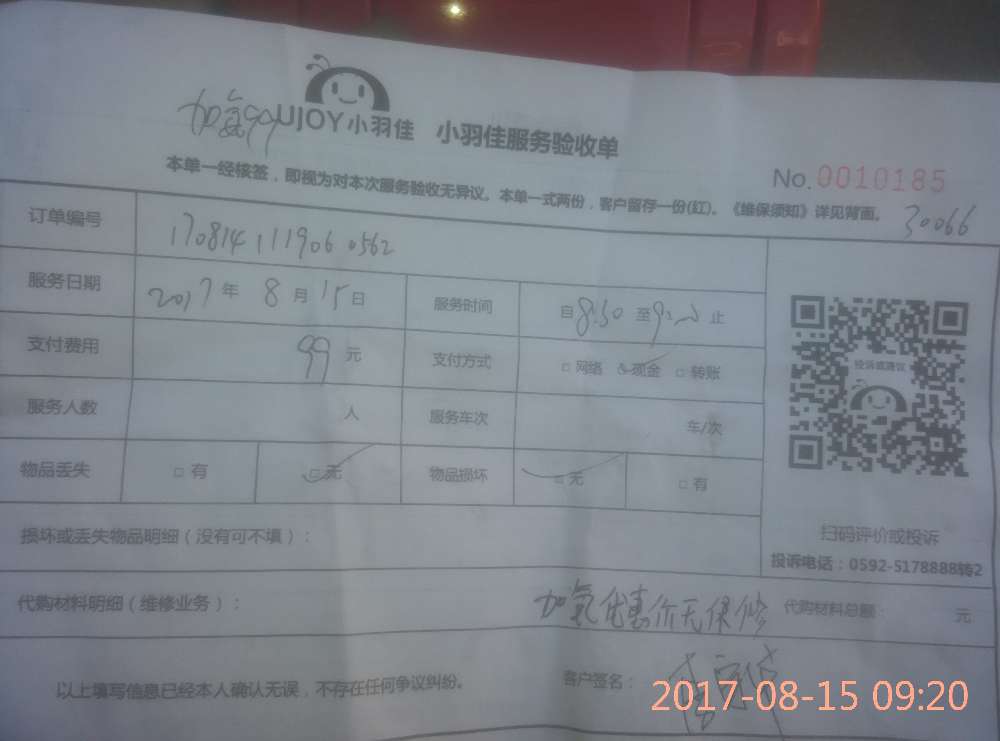 加氨99
UJOY小羽佳 小羽佳服务验收单
No.0010185
本单一经核签，即视为对本次服务验收无异议。本单一式两份，客户留存一份(红)。《维保须知》详见背面。
30066
订单编号 170814111906 0562
服务日期 2017年 8月15日 服务时间 自8:50至 止
支付费用 99元 支付方式 □网络 □现金 □转账
服务人数 人 服务车次 车/次
物品丢失 □有 □无 物品损坏 □无 □有
投诉或建议
扫码评价或投诉
投诉电话：0592-5178888转2
损坏或丢失物品明细（没有可不填）：
代购材料明细（维修业务）： 加氧优惠价无保修 代购材料总额： 元
以上填写信息已经本人确认无误，不存在任何争议纠纷。 客户签名：
2017-08-15 09:20